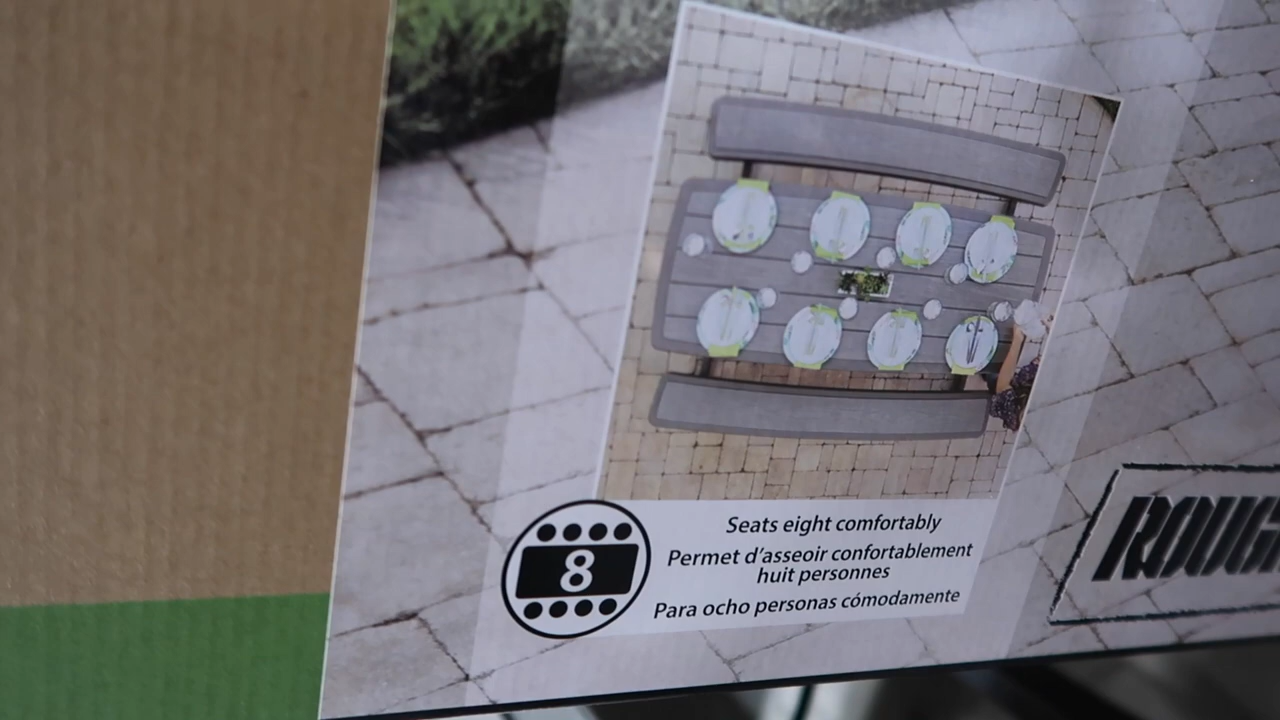 8
Seats eight comfortably
Permet d'asseoir confortablement
huit personnes
Para ocho personas cómodamente